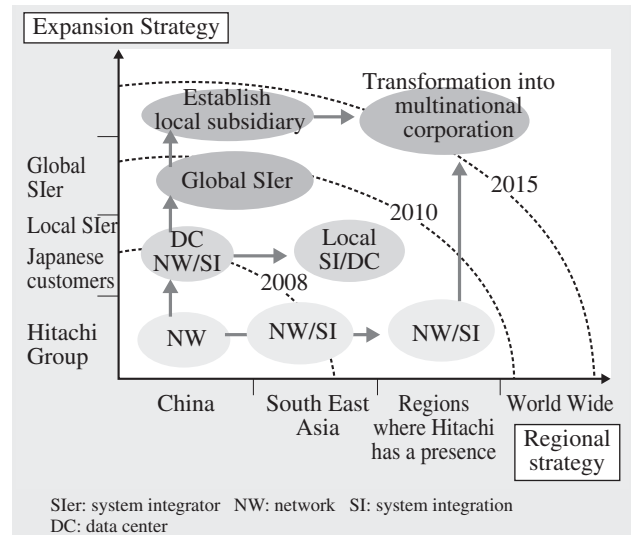 Expansion Strategy
Establish
local subsidiary
Transformation into
multinational
corporation
Global
SIer
Global SIer
2015
2010
Local SIer
Japanese
customers
DC
NW/SI
Local
SI/DC
2008
Hitachi
Group
NW
NW/SI
NW/SI
China
South East
Asia
Regions
where Hitachi
has a presence
World Wide
Regional
strategy
SIer: system integrator NW: network SI: system integration
DC: data center